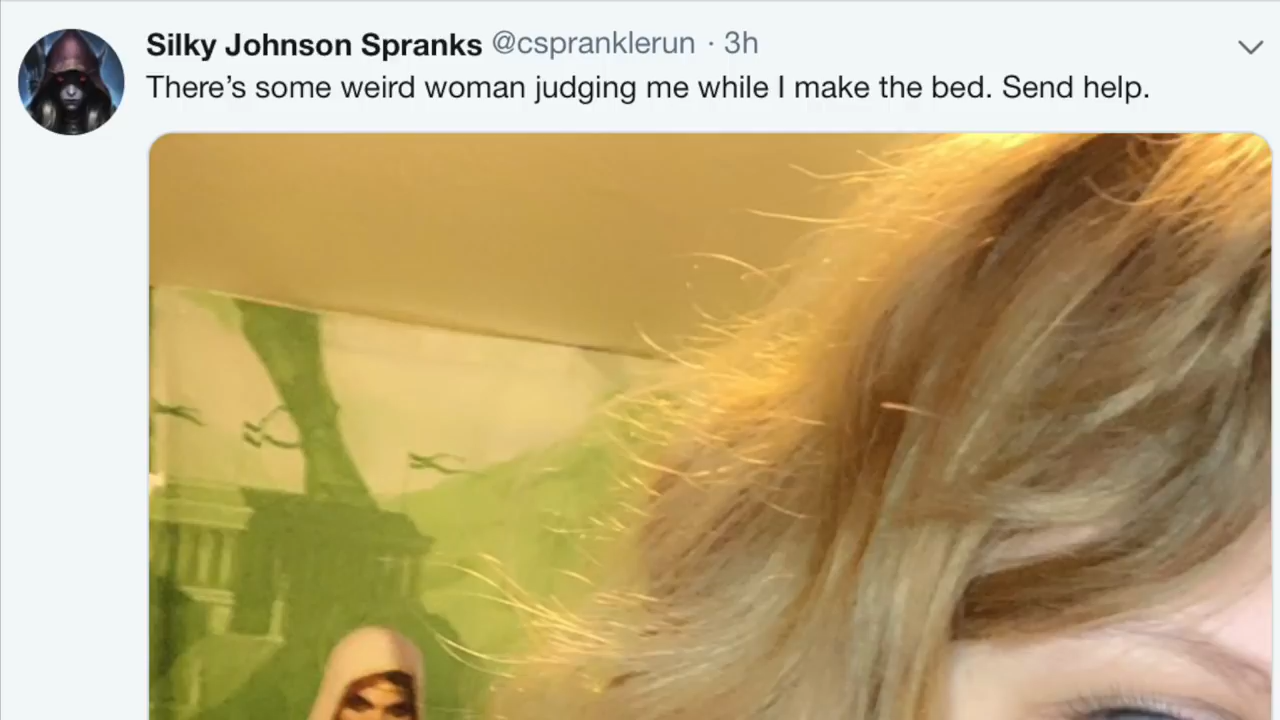 Silky Johnson Spranks @cspranklerun · 3h
There’s some weird woman judging me while I make the bed. Send help.